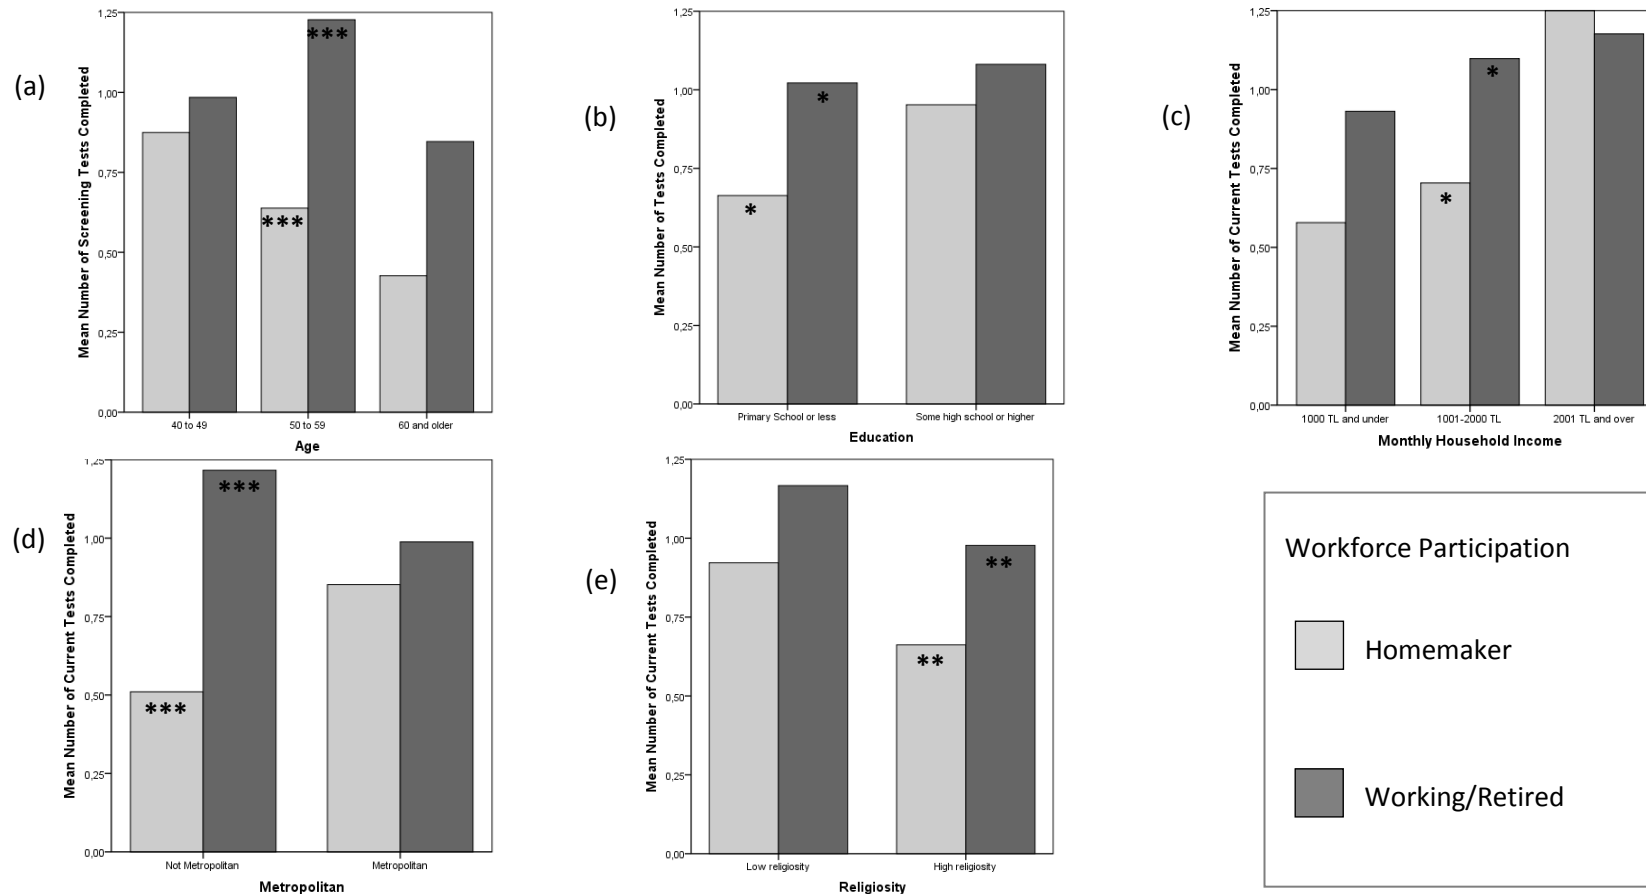 (a)
Mean Number of Screening Tests Completed
1,25
1,00
0,75
0,50
0,25
0,00
***
***
40 to 49 50 to 59 60 and older
Age
(b)
Mean Number of Tests Completed
1,25
1,00
0,75
0,50
0,25
0,00
*
*
Primary School or less Some high school or higher
Education
(c)
Mean Number of Current Tests Completed
1,25
1,00
0,75
0,50
0,25
0,00
*
*
1000 TL and under 1001-2000 TL 2001 TL and over
Monthly Household Income
(d)
Mean Number of Current Tests Completed
1,25
1,00
0,75
0,50
0,25
0,00
***
***
Not Metropolitan Metropolitan
Metropolitan
(e)
Mean Number of Current Tests Completed
1,25
1,00
0,75
0,50
0,25
0,00
**
**
Low religiosity High religiosity
Religiosity
Workforce Participation
Homemaker
Working/Retired